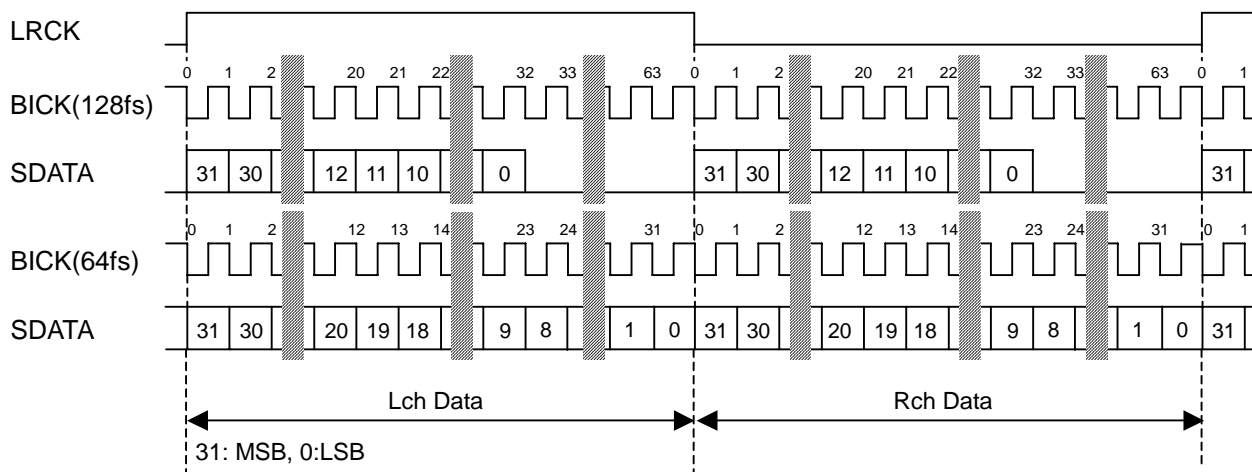 LRCK
0 1 2 20 21 22 32 33 63 0 1 2 20 21 22 32 33 63 0 1
BICK(128fs)
SDATA 31 30 12 11 10 0 31 30 12 11 10 0 31
0 1 2 12 13 14 23 24 31 0 1 2 12 13 14 23 24 31 0 1
BICK(64fs)
SDATA 31 30 20 19 18 9 8 1 0 31 30 20 19 18 9 8 1 0 31
Lch Data Rch Data
31: MSB, 0:LSB